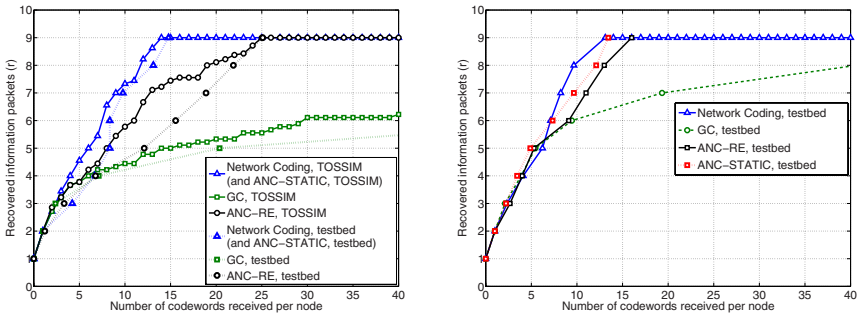 Recovered information packets (r)
10
9
8
7
6
5
4
3
2
1
0
0
5
10
15
20
25
30
35
40
Number of codewords received per node
Network Coding, TOSSIM
(and ANC-STATIC, TOSSIM)
GC, TOSSIM
ANC-RE, TOSSIM
Network Coding, testbed
(and ANC-STATIC, testbed)
GC, testbed
ANC-RE, testbed
Recovered information packets (r)
10
9
8
7
6
5
4
3
2
1
0
0
5
10
15
20
25
30
35
40
Number of codewords received per node
Network Coding, testbed
GC, testbed
ANC-RE, testbed
ANC-STATIC, testbed